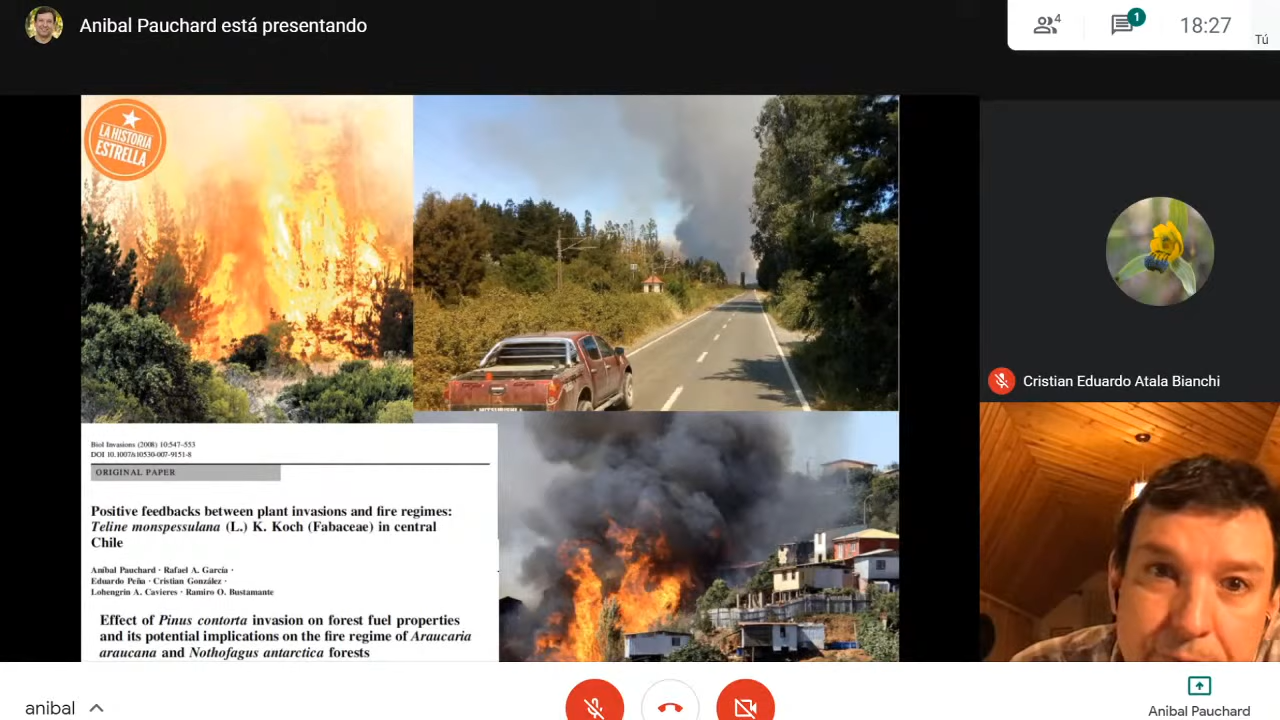 Anibal Pauchard está presentando
4
1
18:27
Tú
LA HISTORIA
ESTRELLA
Biol Invasions (2008) 10:547–553
DOI 10.1007/s10530-007-9151-8
ORIGINAL PAPER
Positive feedbacks between plant invasions and fire regimes:
Teline monspessulana (L.) K. Koch (Fabaceae) in central
Chile
Aníbal Pauchard · Rafael A. García ·
Eduardo Peña · Cristian González ·
Lohengrin A. Cavieres · Ramiro O. Bustamante
Effect of Pinus contorta invasion on forest fuel properties
and its potential implications on the fire regime of Araucaria
araucana and Nothofagus antarctica forests
MITSUBISHI
Cristian Eduardo Atala Bianchi
anibal
Anibal Pauchard